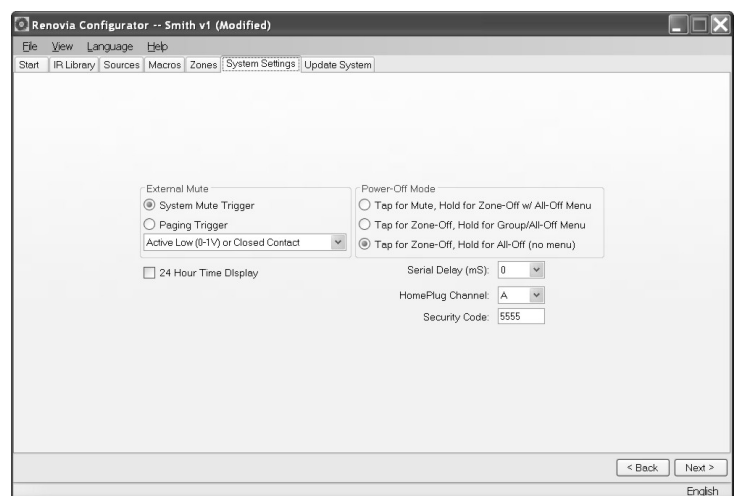 Renovia Configurator -- Smith v1 (Modified)
File View Language Help
Start IR Library Sources Macros Zones System Settings Update System
External Mute
System Mute Trigger
Paging Trigger
Active Low (0-1V) or Closed Contact
24 Hour Time DIsplay
Power-Off Mode
Tap for Mute, Hold for Zone-Off w/ All-Off Menu
Tap for Zone-Off, Hold for Group/All-Off Menu
Tap for Zone-Off, Hold for All-Off (no menu)
Serial Delay (mS): 0
HomePlug Channel: A
Security Code: 5555
< Back Next >
English